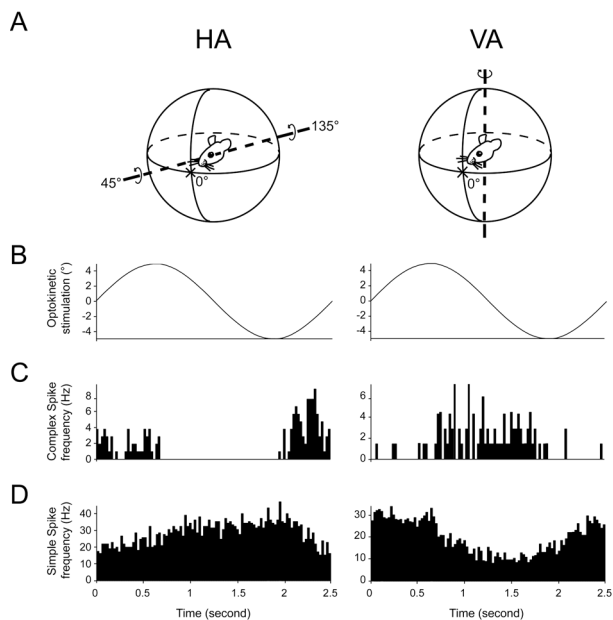 A
HA VA
135°
45°
0° 0°
B
Optokinetic
stimulation (°)
4
2
0
-2
-4
4
2
0
-2
-4
C
Complex Spike
frequency (Hz)
8
6
4
2
0
6
4
2
0
D
Simple Spike
frequency (Hz)
40
30
20
10
0
30
20
10
0
0 0.5 1 1.5 2 2.5 0 0.5 1 1.5 2 2.5
Time (second) Time (second)